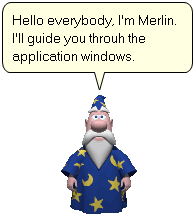 Hello everybody, I'm Merlin.
I'll guide you throuh the
application windows.